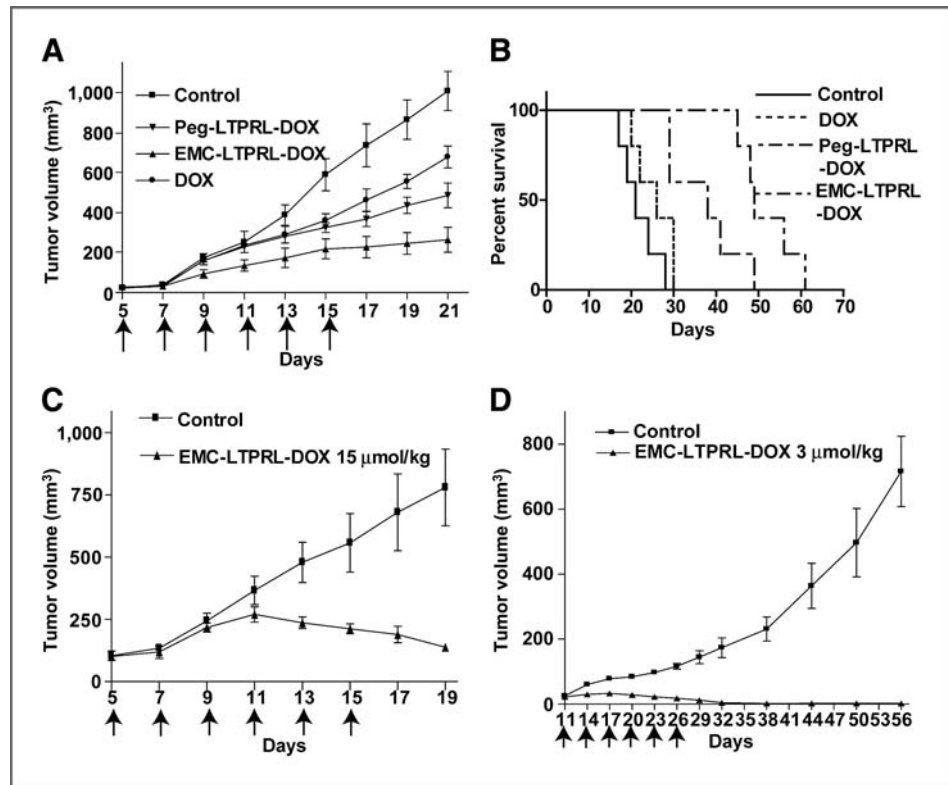 A
Tumor volume (mm³)
1,000
800
600
400
200
0
Control
Peg-LTPRL-DOX
EMC-LTPRL-DOX
DOX
5 7 9 11 13 15 17 19 21
Days
B
Percent survival
100
50
0
Control
DOX
Peg-LTPRL
-DOX
EMC-LTPRL
-DOX
0 10 20 30 40 50 60 70
Days
C
Tumor volume (mm³)
1,000
750
500
250
0
Control
EMC-LTPRL-DOX 15 μmol/kg
5 7 9 11 13 15 17 19
Days
D
Tumor volume (mm³)
800
600
400
200
0
Control
EMC-LTPRL-DOX 3 μmol/kg
11 14 17 20 23 26 29 32 35 38 41 44 47 50 53 56
Days